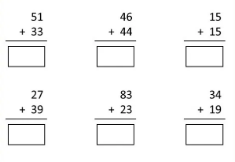 51 46 15
+ 33 + 44 + 15
27 83 34
+ 39 + 23 + 19